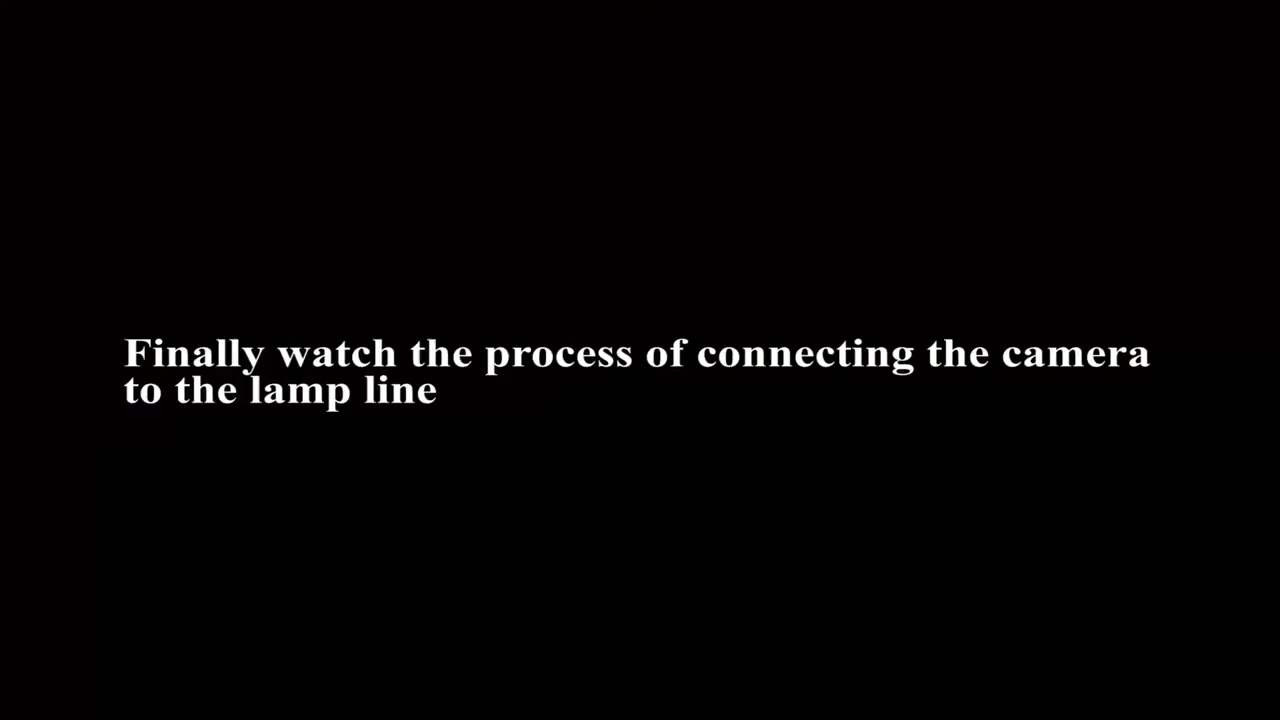 Finally watch the process of connecting the camera
to the lamp line